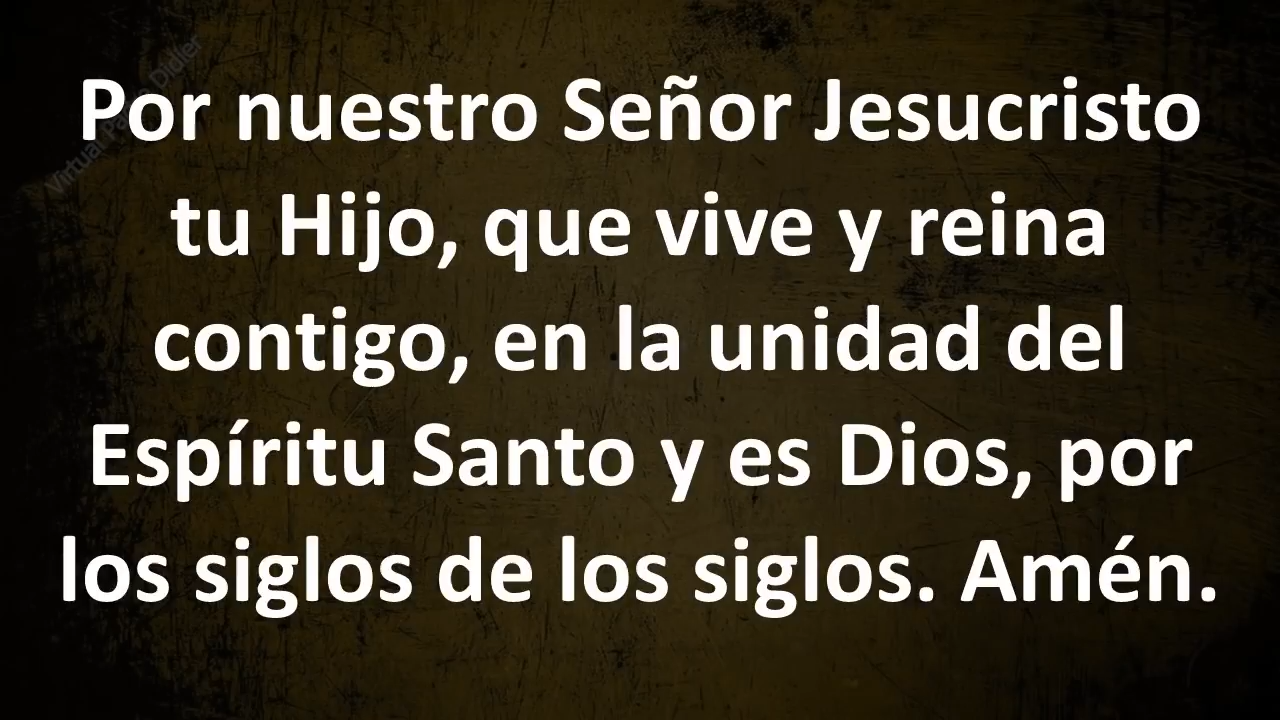 Por nuestro Señor Jesucristo
tu Hijo, que vive y reina
contigo, en la unidad del
Espíritu Santo y es Dios, por
los siglos de los siglos. Amén.